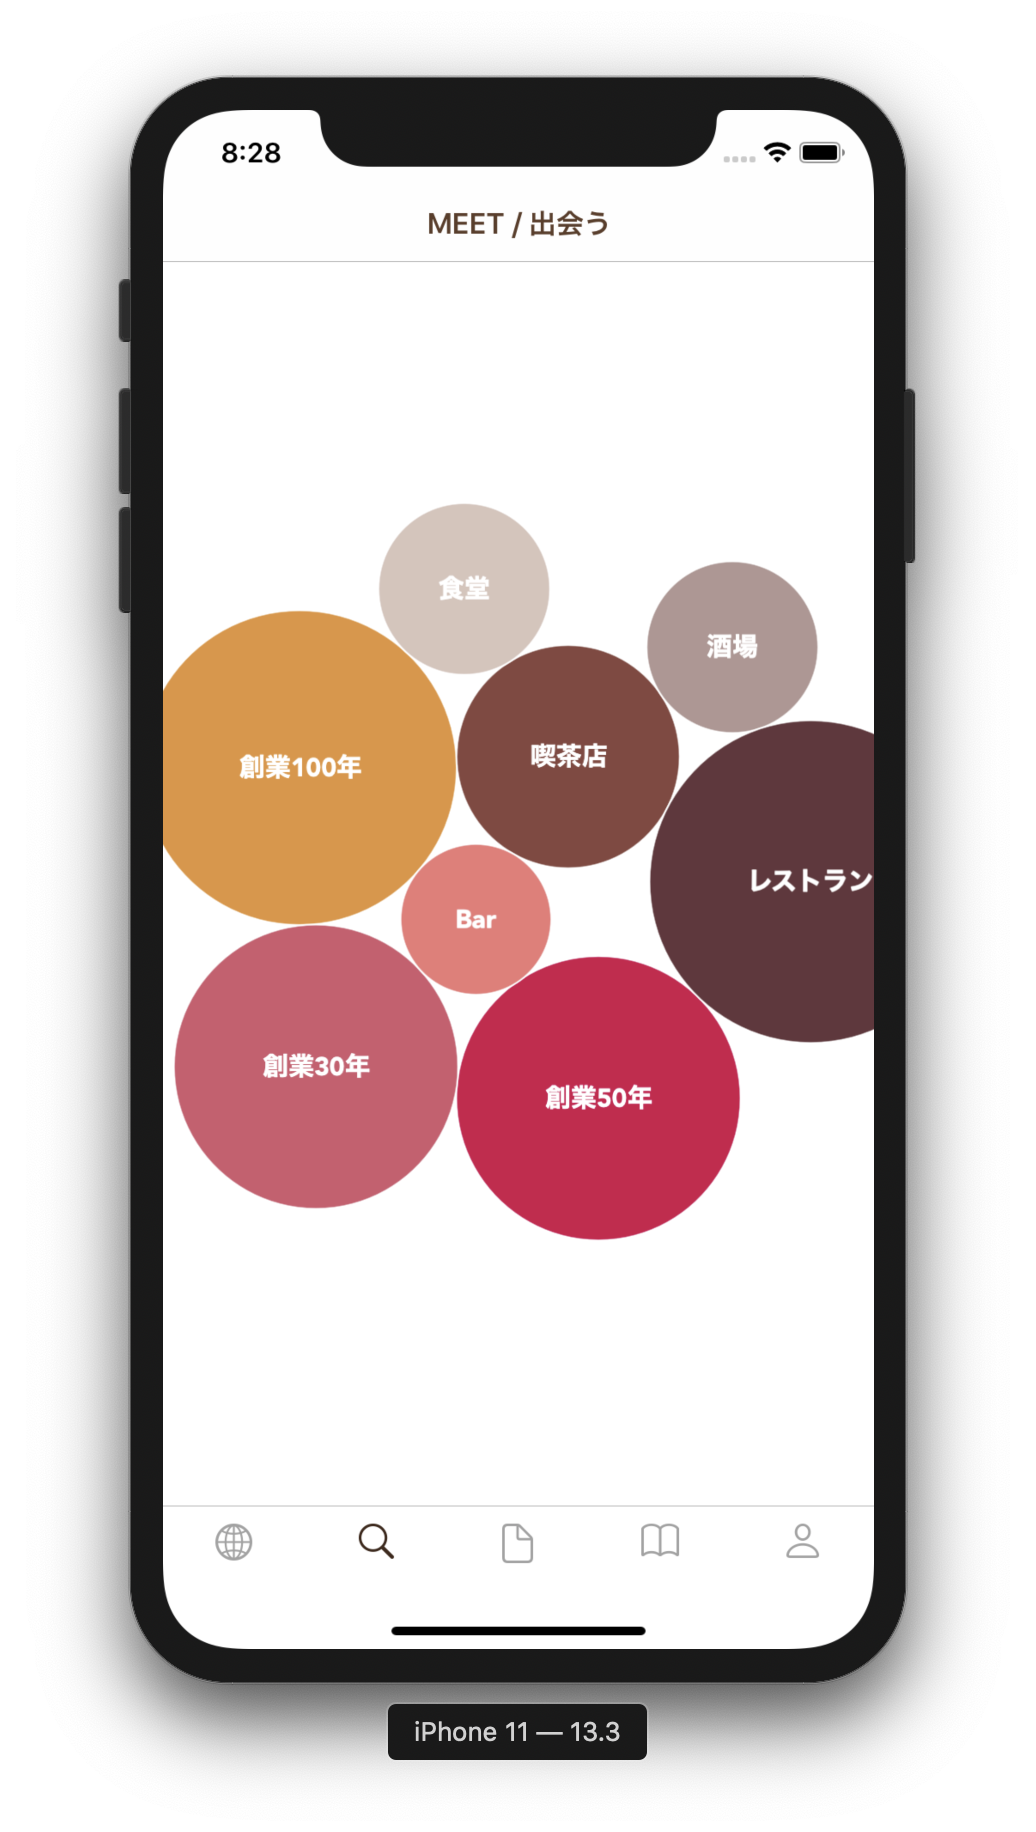 8:28
MEET / 出会う
食堂
酒場
創業100年
喫茶店
レストラン
Bar
創業30年
創業50年
iPhone 11 — 13.3